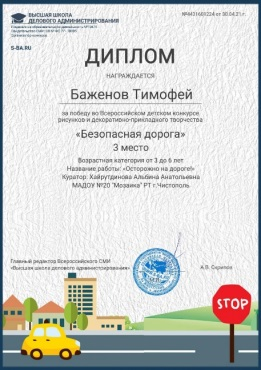 ВЫСШАЯ ШКОЛА
ДЕЛОВОГО АДМИНИСТРИРОВАНИЯ
S-BA.RU
ДИПЛОМ
НАГРАЖДАЕТСЯ
Баженов Тимофей
за победу во Всероссийском детском конкурсе
рисунков и декоративно-прикладного творчества
«Безопасная дорога»
3 место
Возрастная категория от 3 до 6 лет
Название работы: «Осторожно на дороге!»
Куратор: Хайрутдинова Альбина Анатольевна
МАДОУ №20 "Мозаика" РТ г.Чистополь
Главный редактор Всероссийского СМИ
«Высшая школа делового администрирования»
А.В. Скрипов
STOP